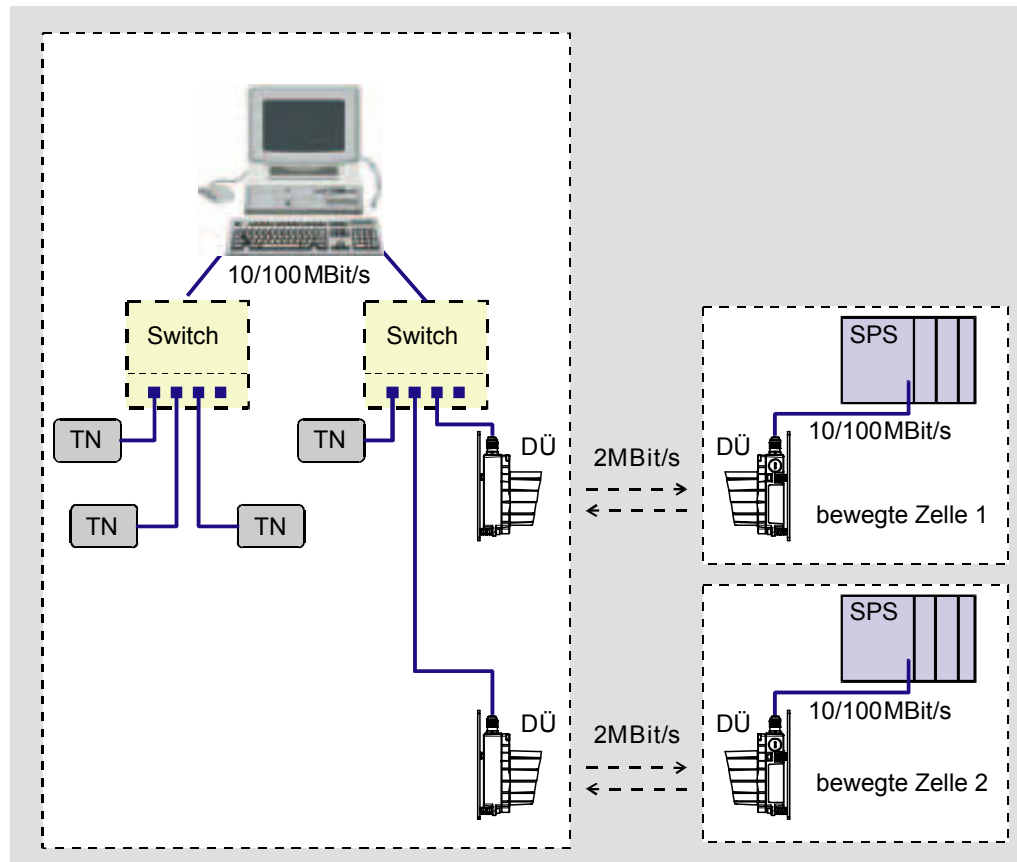 10/100MBit/s
Switch
Switch
TN
TN
TN
TN
DÜ
2MBit/s
DÜ
SPS
10/100MBit/s
bewegte Zelle 1
DÜ
2MBit/s
DÜ
SPS
10/100MBit/s
bewegte Zelle 2